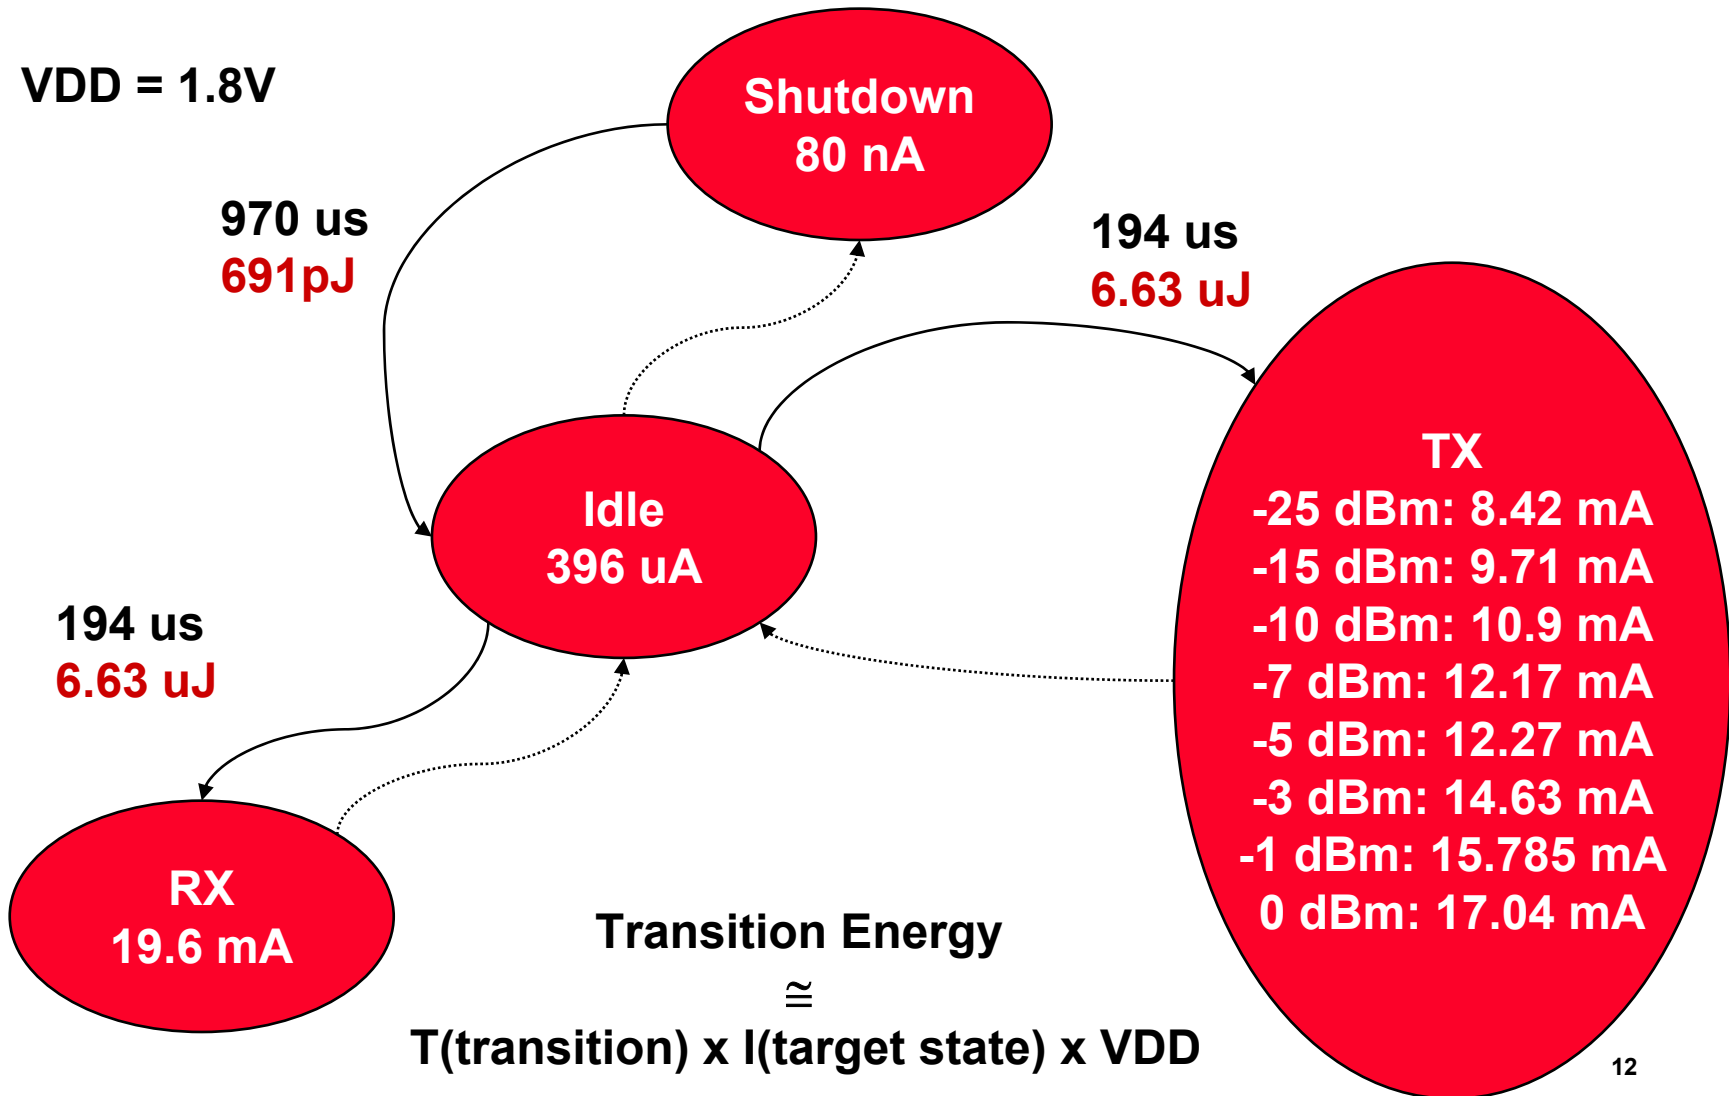 VDD = 1.8V
Shutdown
80 nA
970 us
691pJ
194 us
6.63 uJ
Idle
396 uA
TX
-25 dBm: 8.42 mA
-15 dBm: 9.71 mA
-10 dBm: 10.9 mA
-7 dBm: 12.17 mA
-5 dBm: 12.27 mA
-3 dBm: 14.63 mA
-1 dBm: 15.785 mA
0 dBm: 17.04 mA
194 us
6.63 uJ
RX
19.6 mA
Transition Energy
≅
T(transition) x I(target state) x VDD
12